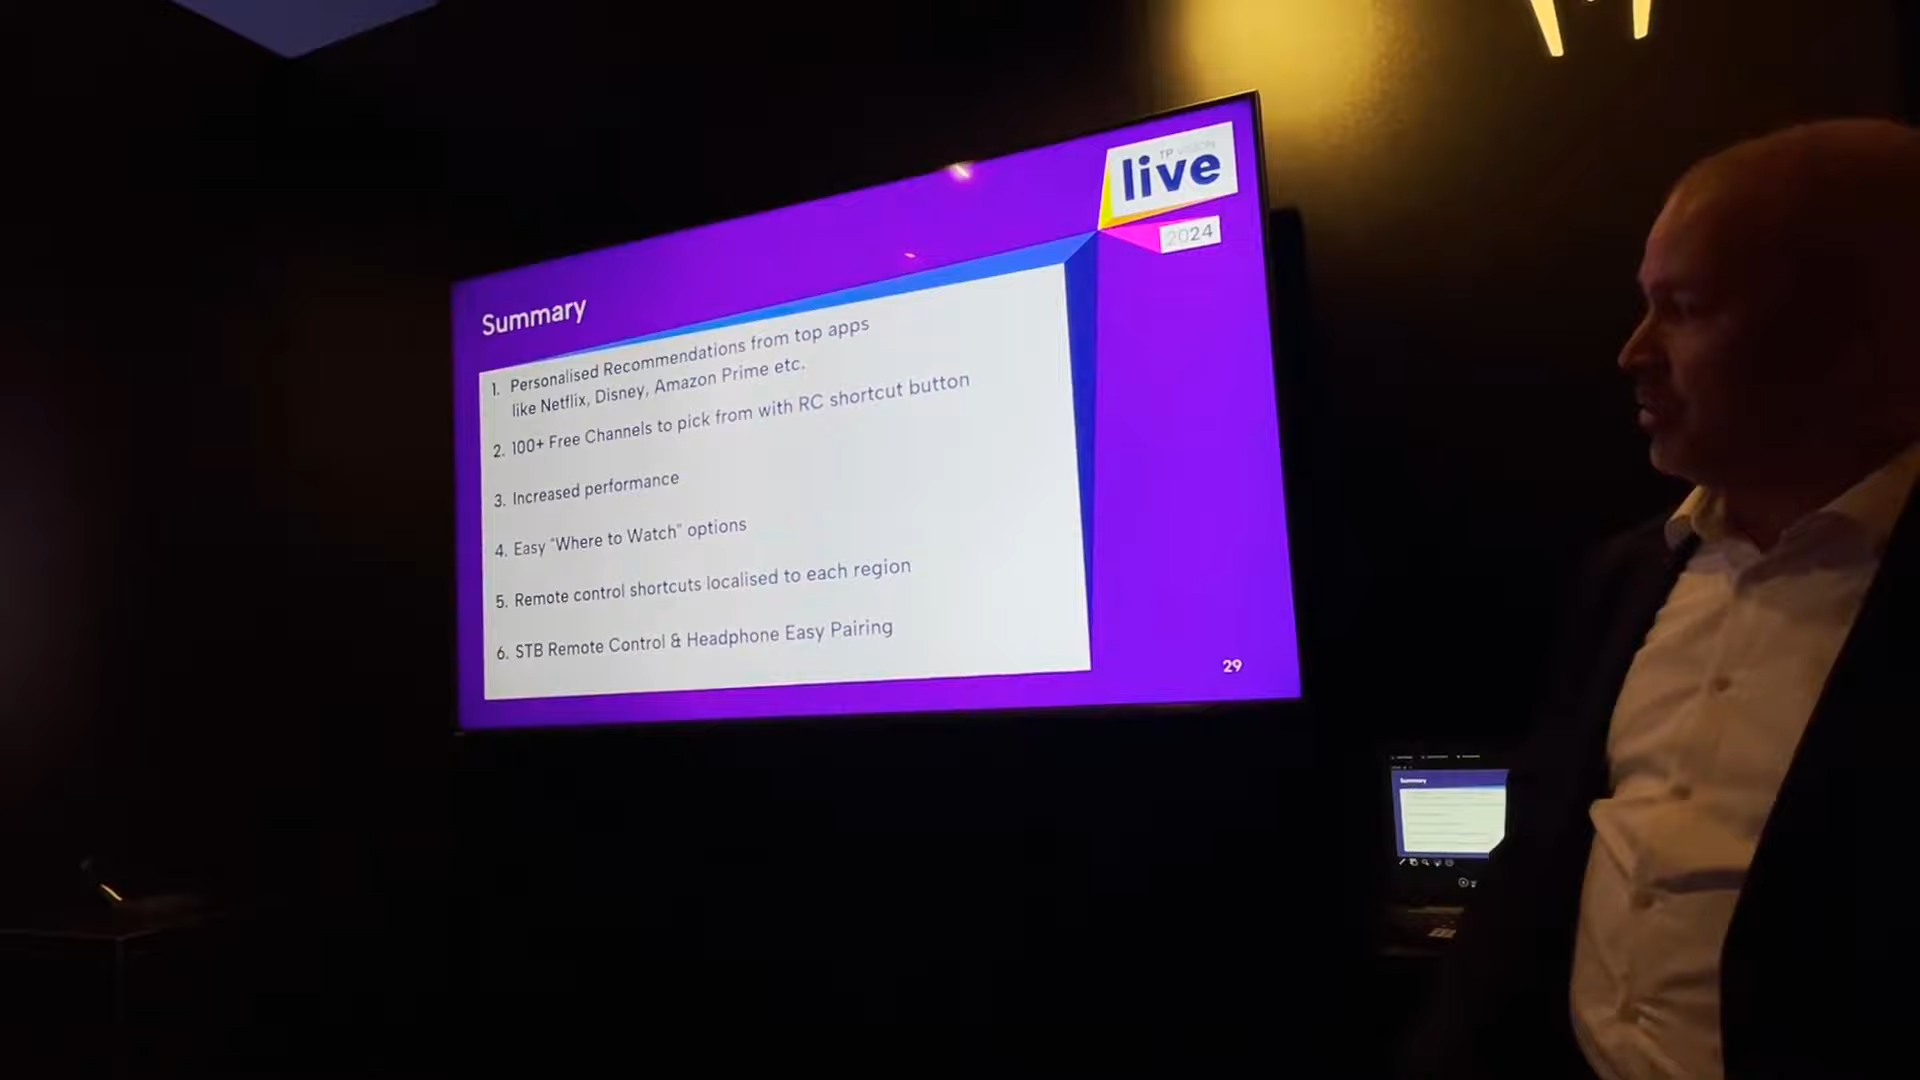 TP VISION
live
2024
Summary
1. Personalised Recommendations from top apps
like Netflix, Disney, Amazon Prime etc.
2. 100+ Free Channels to pick from with RC shortcut button
3. Increased performance
4. Easy "Where to Watch" options
5. Remote control shortcuts localised to each region
6. STB Remote Control & Headphone Easy Pairing
29
Summary